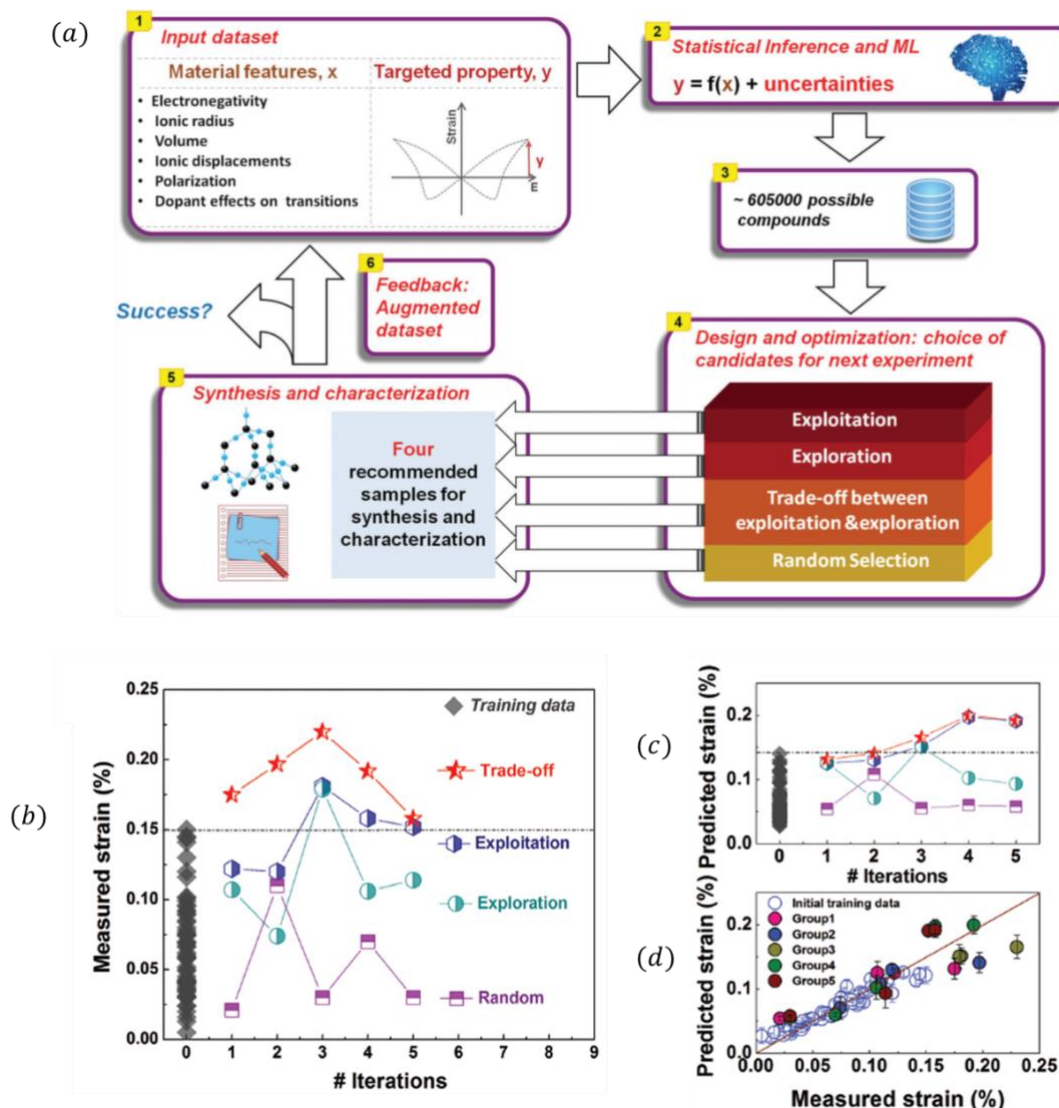 (a)
1
Input dataset
Material features, x
Targeted property, y
• Electronegativity
• Ionic radius
• Volume
• Ionic displacements
• Polarization
• Dopant effects on transitions
Strain
y
E
2
Statistical Inference and ML
y = f(x) + uncertainties
3
~ 605000 possible
compounds
4
Design and optimization: choice of
candidates for next experiment
Exploitation
Exploration
Trade-off between
exploitation &exploration
Random Selection
5
Synthesis and characterization
Four
recommended
samples for
synthesis and
characterization
6
Feedback:
Augmented
dataset
Success?
(b)
Measured strain (%)
0.25
0.20
0.15
0.10
0.05
0.00
Training data
Trade-off
Exploitation
Exploration
Random
0 1 2 3 4 5 6 7 8 9
# Iterations
(c)
Predicted strain (%)
0.2
0.1
0.0
0 1 2 3 4 5
# Iterations
(d)
Predicted strain (%)
0.2
0.1
0.0
Initial training data
Group1
Group2
Group3
Group4
Group5
0.00 0.05 0.10 0.15 0.20 0.25
Measured strain (%)